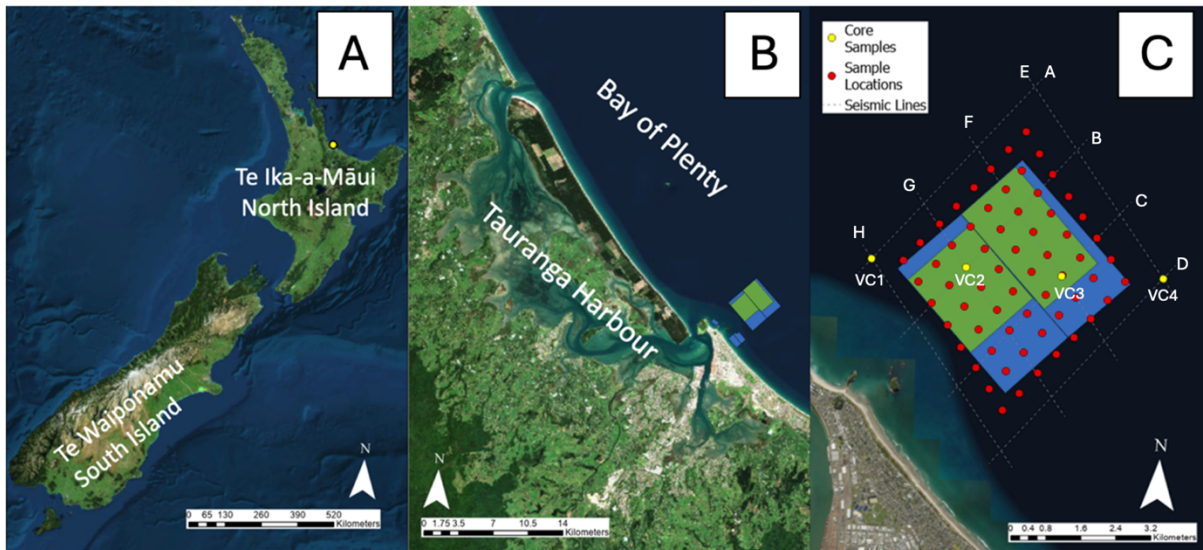 A
Te Ika-a-Māui
North Island
Te Waiponamu
South Island
N
0 65 130 260 390 520
Kilometers
B
Bay of Plenty
Tauranga Harbour
N
0 1.75 3.5 7 10.5 14
Kilometers
C
Core
Samples
Sample
Locations
Seismic Lines
E A
F
B
G
C
H
D
VC1
VC2
VC3
VC4
N
0 0.4 0.8 1.6 2.4 3.2
Kilometers